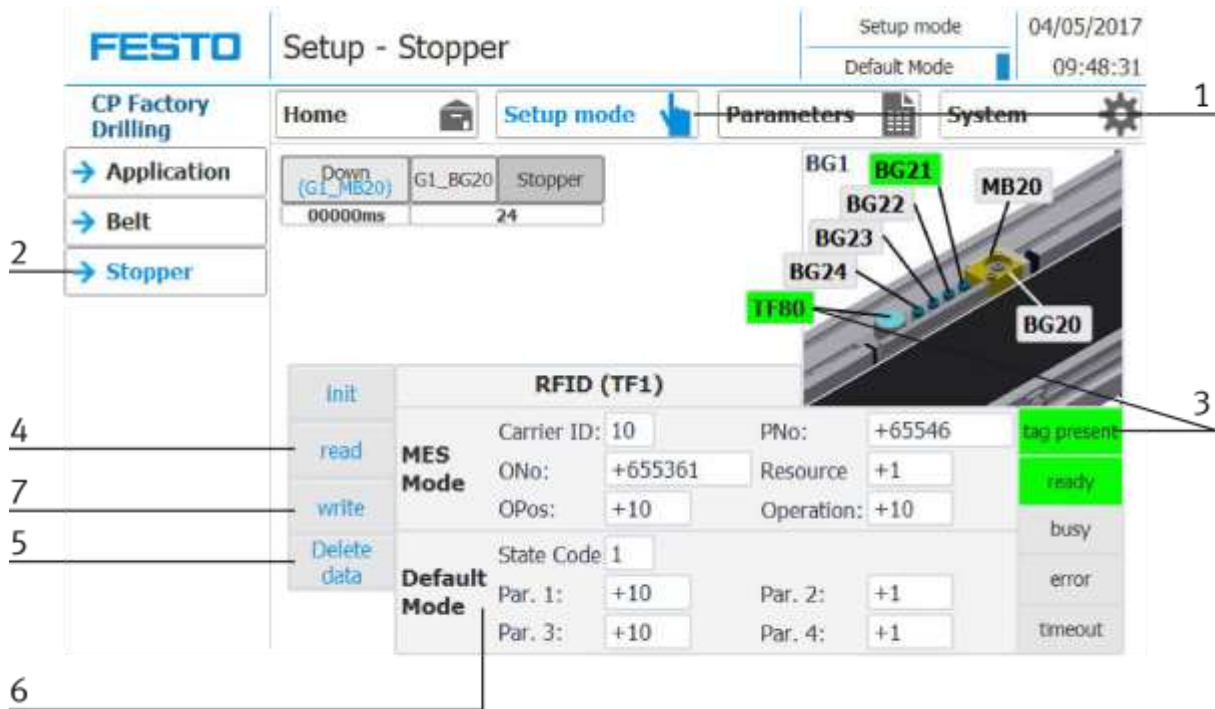 FESTO
Setup - Stopper
Setup mode
04/05/2017
Default Mode
09:48:31
CP Factory
Drilling
Home
Setup mode
Parameters
System
1
Application
Belt
2
Stopper
Down
(G1_MB20)
G1_BG20
Stopper
00000ms
24
BG1
BG21
MB20
BG22
BG23
BG24
TF80
BG20
3
Init
read
4
write
7
Delete
data
5
RFID (TF1)
MES
Mode
Carrier ID: 10
PNo: +65546
ONo: +655361
Resource +1
OPos: +10
Operation: +10
Default
Mode
State Code 1
Par. 1: +10
Par. 2: +1
Par. 3: +10
Par. 4: +1
tag present
ready
busy
error
timeout
6